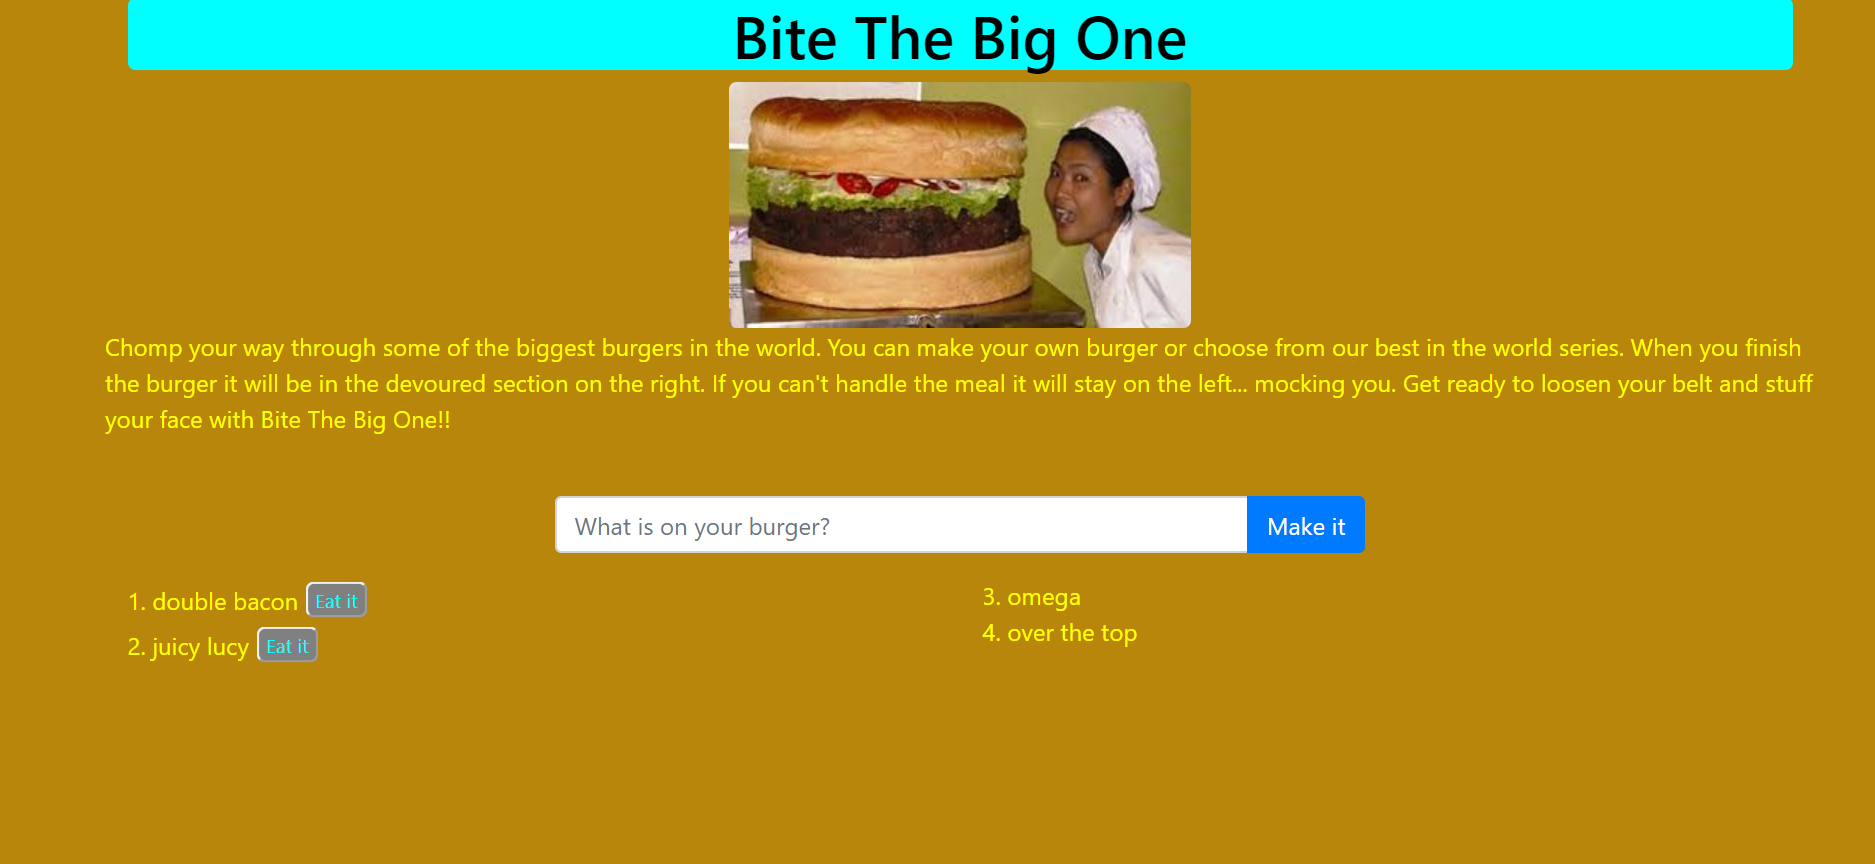 Bite The Big One
Chomp your way through some of the biggest burgers in the world. You can make your own burger or choose from our best in the world series. When you finish
the burger it will be in the devoured section on the right. If you can't handle the meal it will stay on the left... mocking you. Get ready to loosen your belt and stuff
your face with Bite The Big One!!
What is on your burger? Make it
1. double bacon Eat it
2. juicy lucy Eat it
3. omega
4. over the top